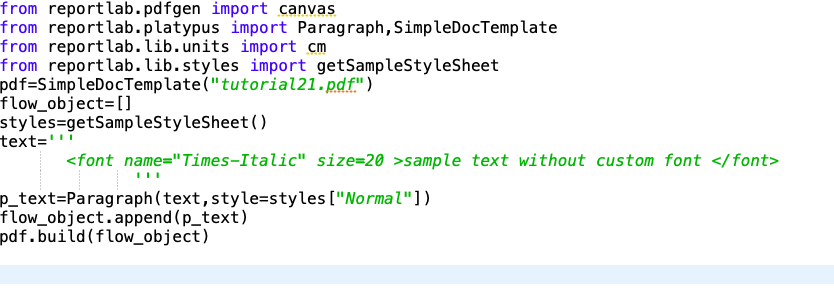 from reportlab.pdfgen import canvas
from reportlab.platypus import Paragraph,SimpleDocTemplate
from reportlab.lib.units import cm
from reportlab.lib.styles import getSampleStyleSheet
pdf=SimpleDocTemplate("tutorial21.pdf")
flow_object=[]
styles=getSampleStyleSheet()
text='''
<font name="Times-Italic" size=20 >sample text without custom font </font>
'''
p_text=Paragraph(text,style=styles["Normal"])
flow_object.append(p_text)
pdf.build(flow_object)